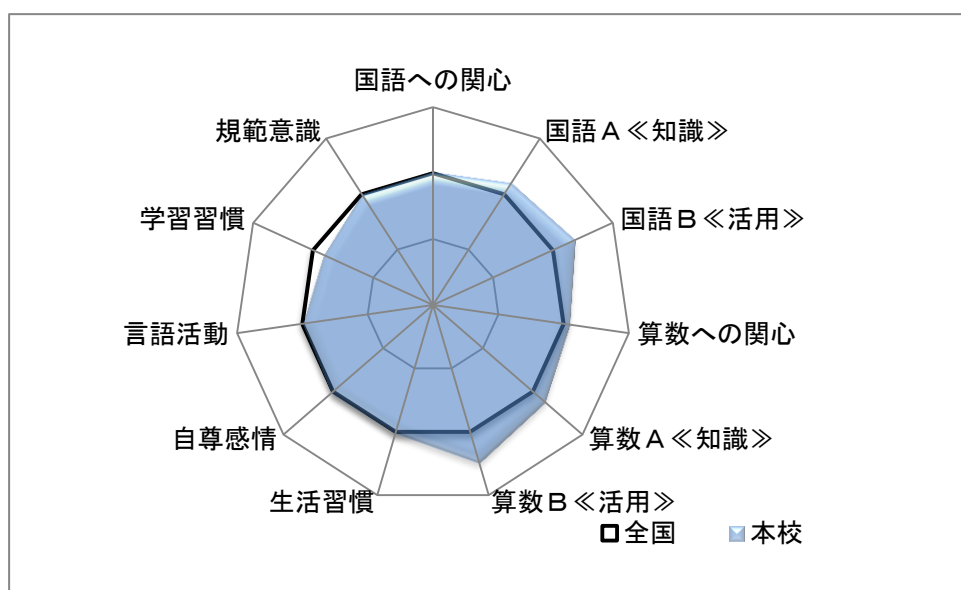 国語への関心
国語Ａ≪知識≫
国語Ｂ≪活用≫
算数への関心
算数Ａ≪知識≫
算数Ｂ≪活用≫
生活習慣
自尊感情
言語活動
学習習慣
規範意識
全国
本校